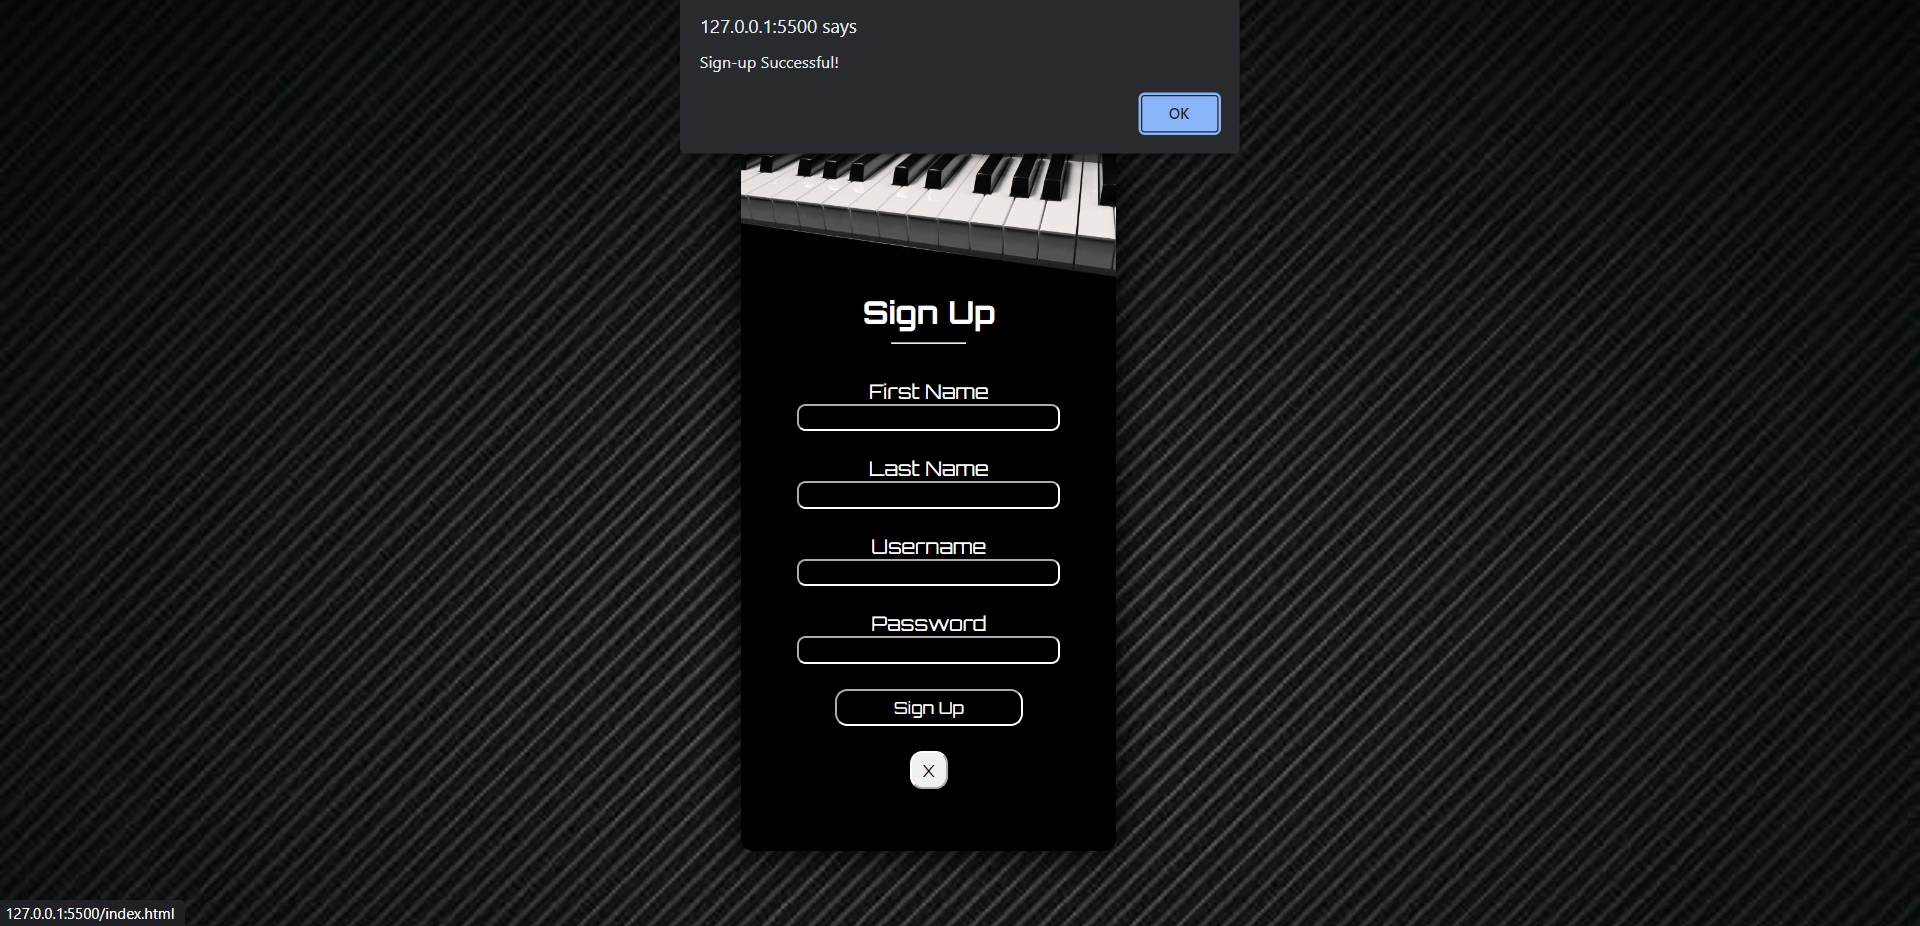 127.0.0.1:5500 says
Sign-up Successful!
OK
Sign Up
First Name
Last Name
Username
Password
Sign Up
X
127.0.0.1:5500/index.html